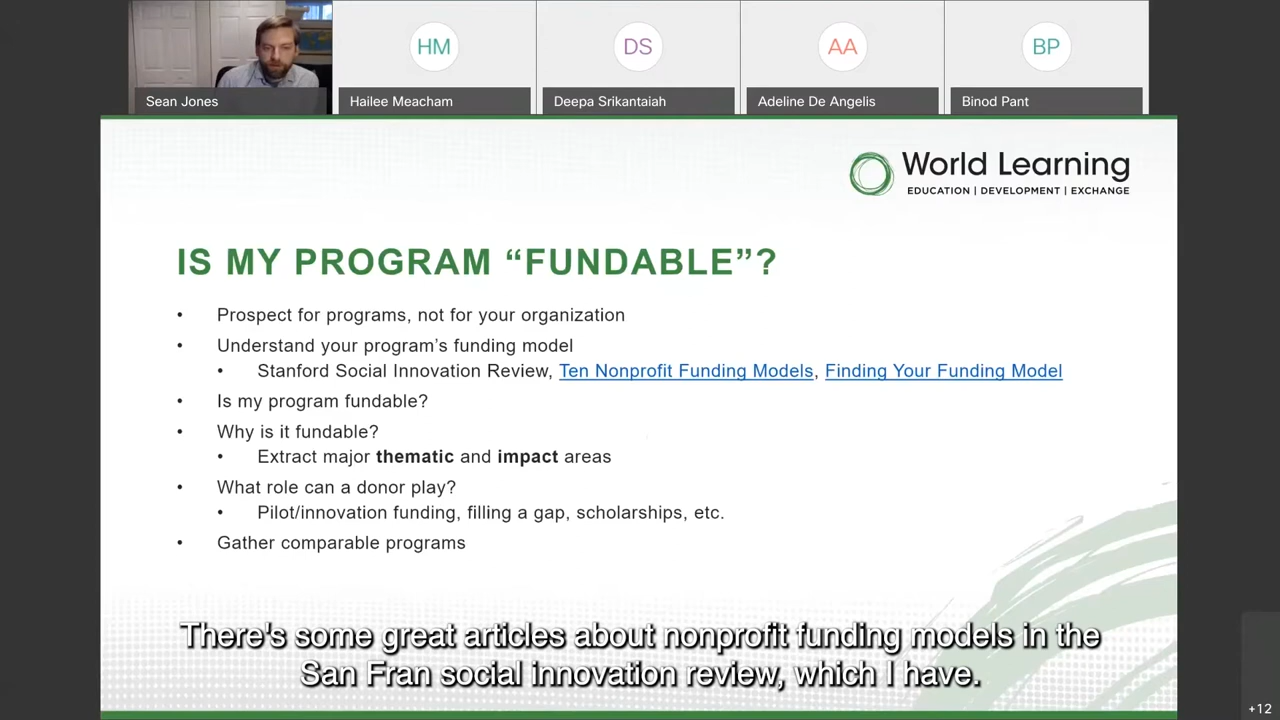 HM
DS
AA
BP
Sean Jones
Hailee Meacham
Deepa Srikantaiah
Adeline De Angelis
Binod Pant
World Learning
EDUCATION | DEVELOPMENT | EXCHANGE
IS MY PROGRAM “FUNDABLE”?
• Prospect for programs, not for your organization
• Understand your program’s funding model
• Stanford Social Innovation Review, Ten Nonprofit Funding Models, Finding Your Funding Model
• Is my program fundable?
• Why is it fundable?
• Extract major thematic and impact areas
• What role can a donor play?
• Pilot/innovation funding, filling a gap, scholarships, etc.
• Gather comparable programs
There's some great articles about nonprofit funding models in the
San Fran social innovation review, which I have.
+12